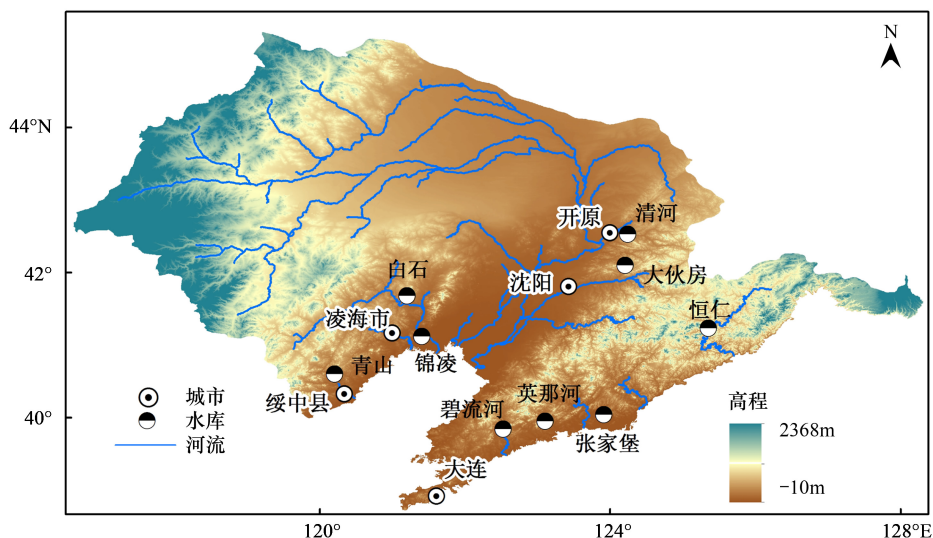 N
44°N
42°
40°
开原
清河
大伙房
沈阳
白石
恒仁
凌海市
锦凌
青山
绥中县
英那河
碧流河
张家堡
大连
城市
水库
河流
高程
2368m
-10m
120°
124°
128°E